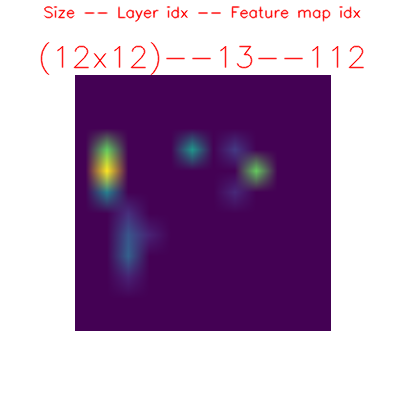 Size -- Layer idx -- Feature map idx
(12x12)--13--112